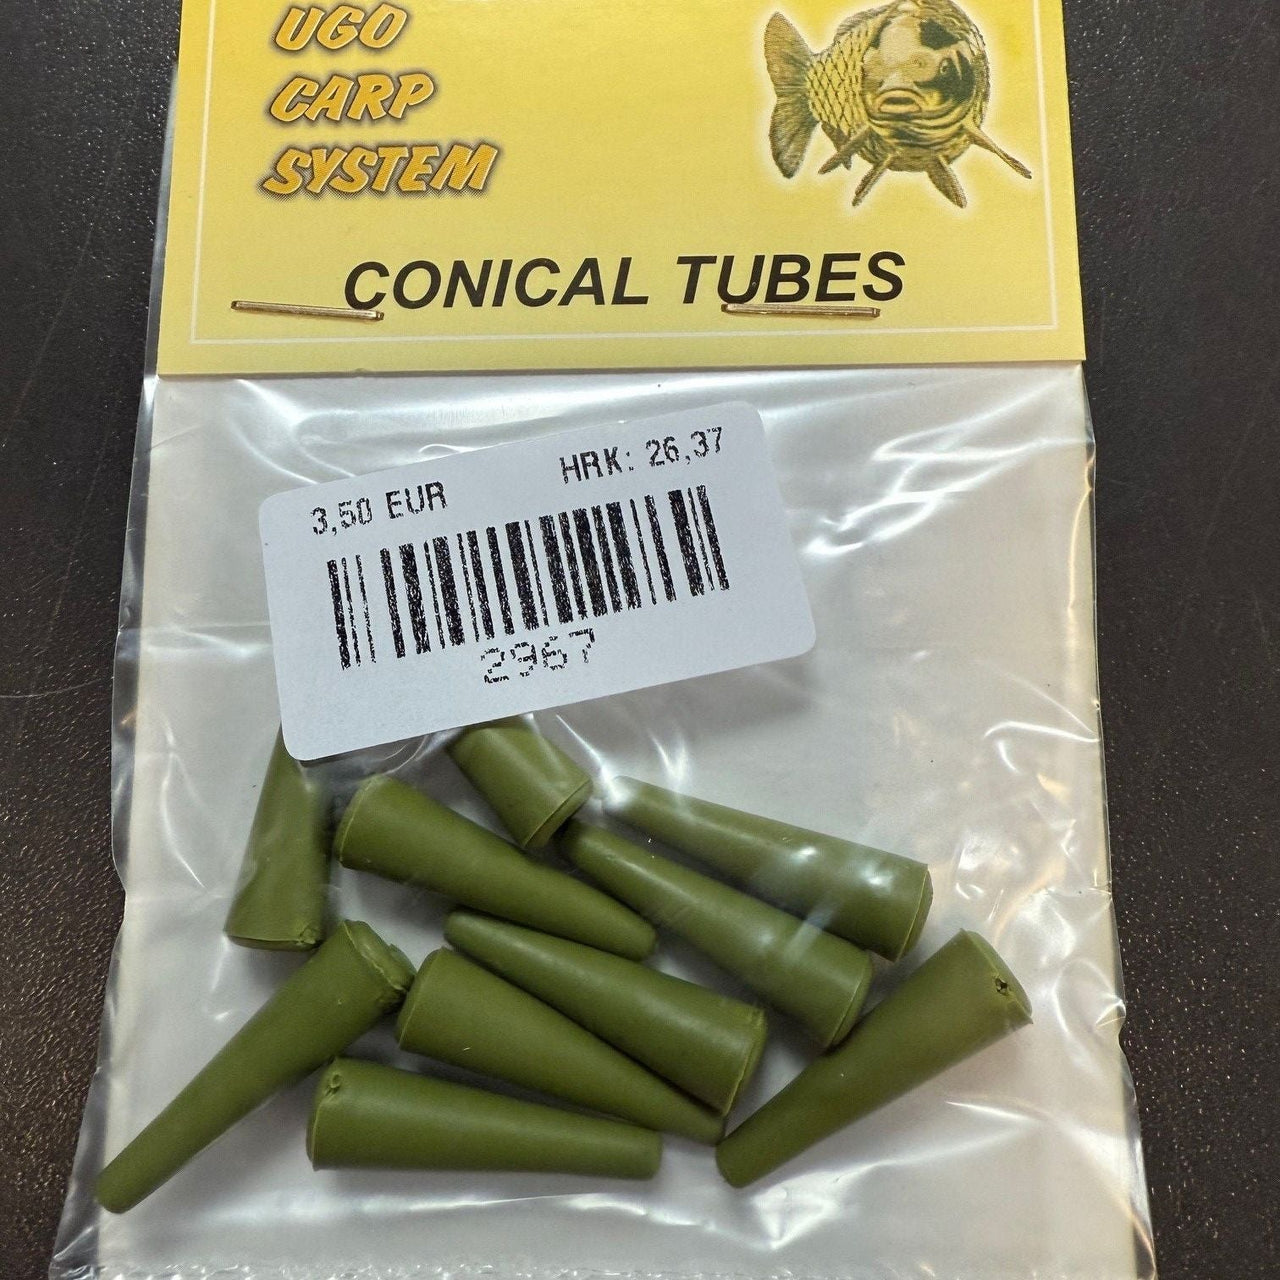 UGO
CARP
SYSTEM
CONICAL TUBES
3,50 EUR HRK: 26,37
2967